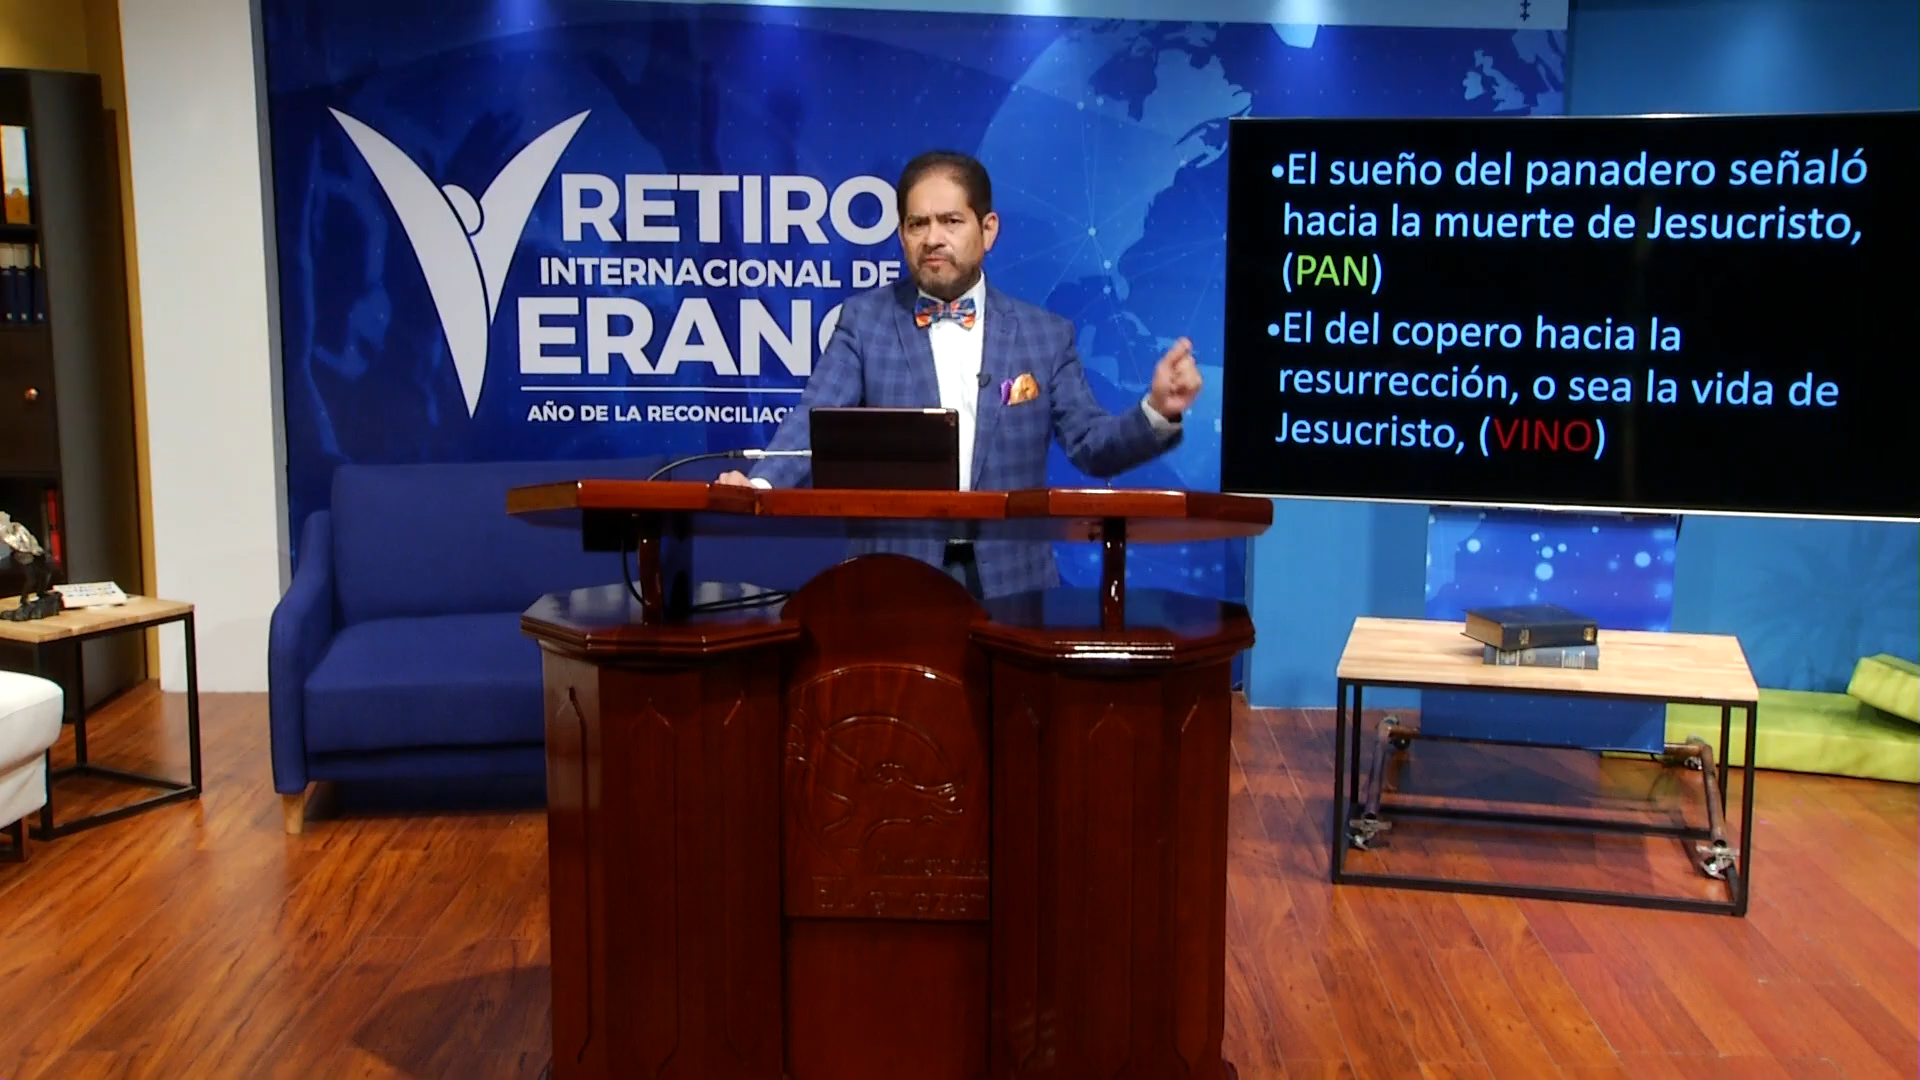 RETIRO
INTERNACIONAL DE
VERANO
AÑO DE LA RECONCILIAC
•El sueño del panadero señaló
hacia la muerte de Jesucristo,
(PAN)
•El del copero hacia la
resurrección, o sea la vida de
Jesucristo, (VINO)